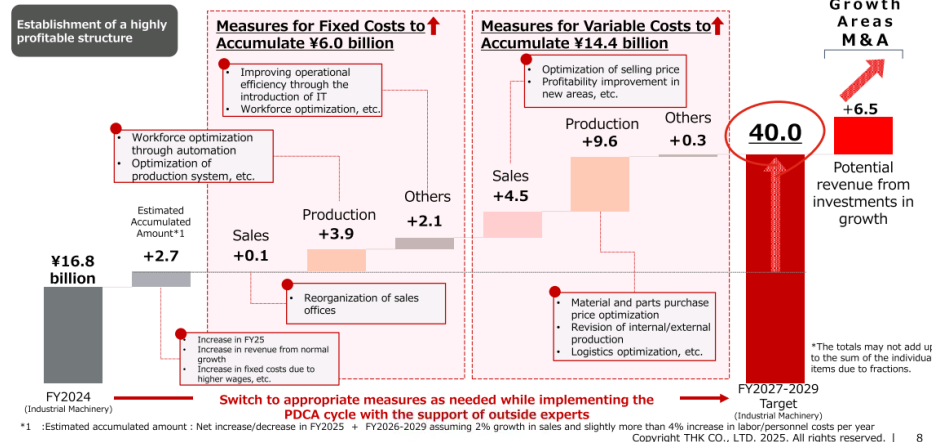 Establishment of a highly
profitable structure
Measures for Fixed Costs to
Accumulate ¥6.0 billion
Measures for Variable Costs to
Accumulate ¥14.4 billion
Growth
Areas
M&A
• Improving operational
efficiency through the
introduction of IT
• Workforce optimization, etc.
• Optimization of selling price
• Profitability improvement in
new areas, etc.
• Workforce optimization
through automation
• Optimization of
production system, etc.
¥16.8
billion
Estimated
Accumulated
Amount*1
+2.7
Sales
+0.1
Production
+3.9
Others
+2.1
Sales
+4.5
Production
+9.6
Others
+0.3
40.0
+6.5
Potential
revenue from
investments in
growth
• Reorganization of sales
offices
• Increase in FY25
• Increase in revenue from normal
growth
• Increase in fixed costs due to
higher wages, etc.
• Material and parts purchase
price optimization
• Revision of internal/external
production
• Logistics optimization, etc.
*The totals may not add up
to the sum of the individua
items due to fractions.
FY2024
(Industrial Machinery)
Switch to appropriate measures as needed while implementing the
PDCA cycle with the support of outside experts
FY2027-2029
Target
(Industrial Machinery)
*1 :Estimated accumulated amount : Net increase/decrease in FY2025 + FY2026-2029 assuming 2% growth in sales and slightly more than 4% increase in labor/personnel costs per year
Copyright THK CO., LTD. 2025. All rights reserved. | 8